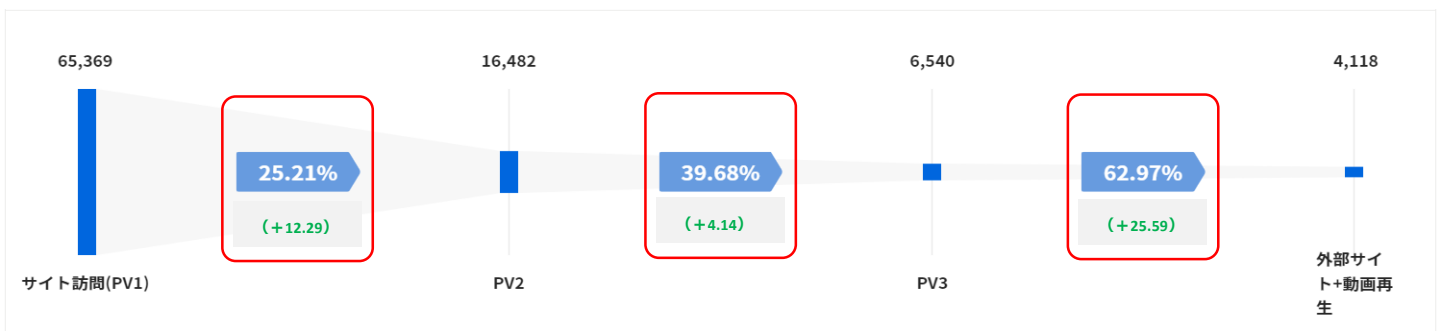 65,369
16,482
6,540
4,118
25.21%
39.68%
62.97%
(+12.29)
(+4.14)
(+25.59)
サイト訪問(PV1)
PV2
PV3
外部サイ
ト+動画再
生